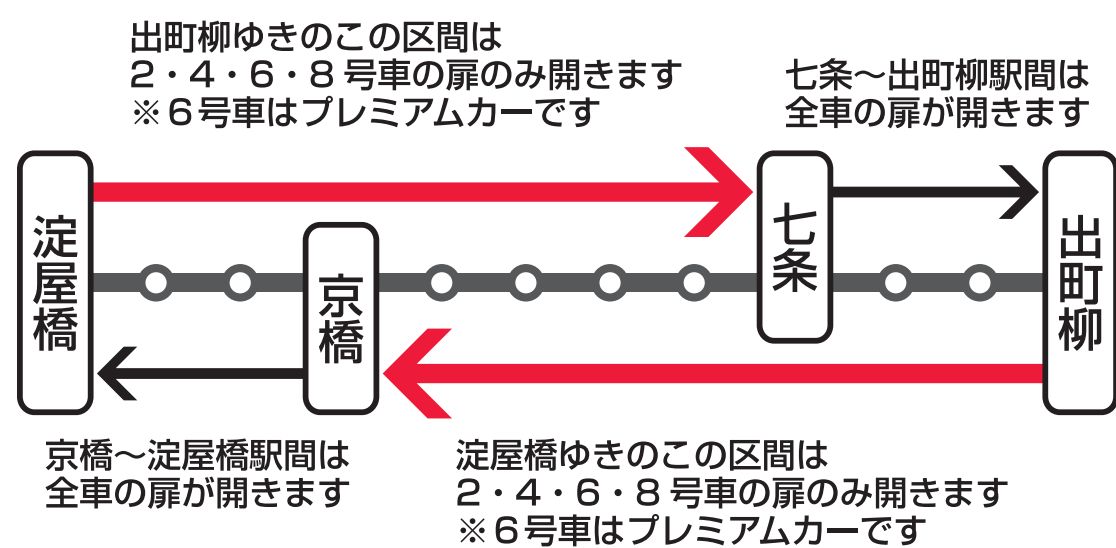 出町柳ゆきのこの区間は
2・4・6・8号車の扉のみ開きます
※6号車はプレミアムカーです
七条〜出町柳駅間は
全車の扉が開きます
淀屋橋
京橋
七条
出町柳
京橋〜淀屋橋駅間は
全車の扉が開きます
淀屋橋ゆきのこの区間は
2・4・6・8号車の扉のみ開きます
※6号車はプレミアムカーです